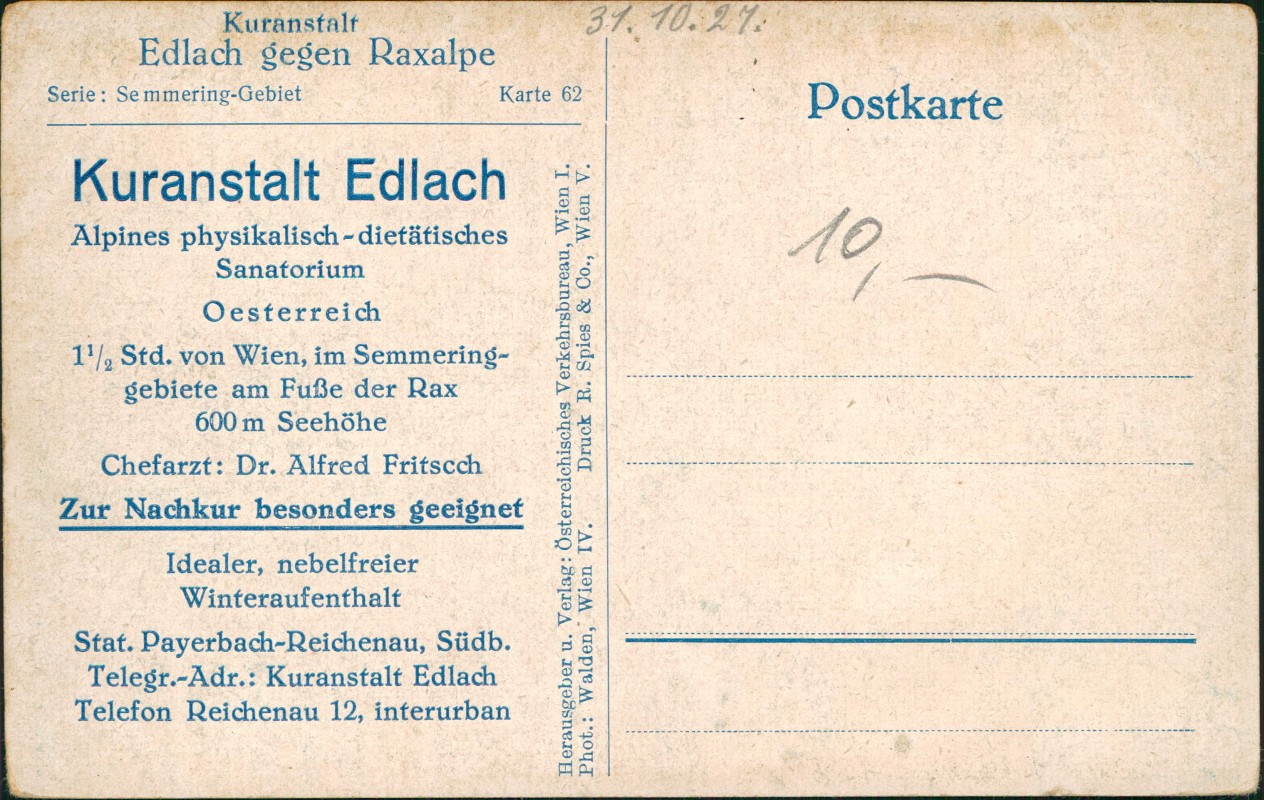 Kuranstalt
Edlach gegen Raxalpe
Serie: Semmering-Gebiet Karte 62
Kuranstalt Edlach
Alpines physikalisch-dietätisches
Sanatorium
Oesterreich
1 1/2 Std. von Wien, im Semmering-
gebiete am Fuße der Rax
600 m Seehöhe
Chefarzt: Dr. Alfred Fritscch
Zur Nachkur besonders geeignet
Idealer, nebelfreier
Winteraufenthalt
Stat. Payerbach-Reichenau, Südb.
Telegr.-Adr.: Kuranstalt Edlach
Telefon Reichenau 12, interurban
Herausgeber u. Verlag: Österreichisches Verkehrsbureau, Wien I.
Phot.: Walden, Wien IV. Druck R. Spies & Co., Wien V.
31.10.27.
Postkarte
10,—